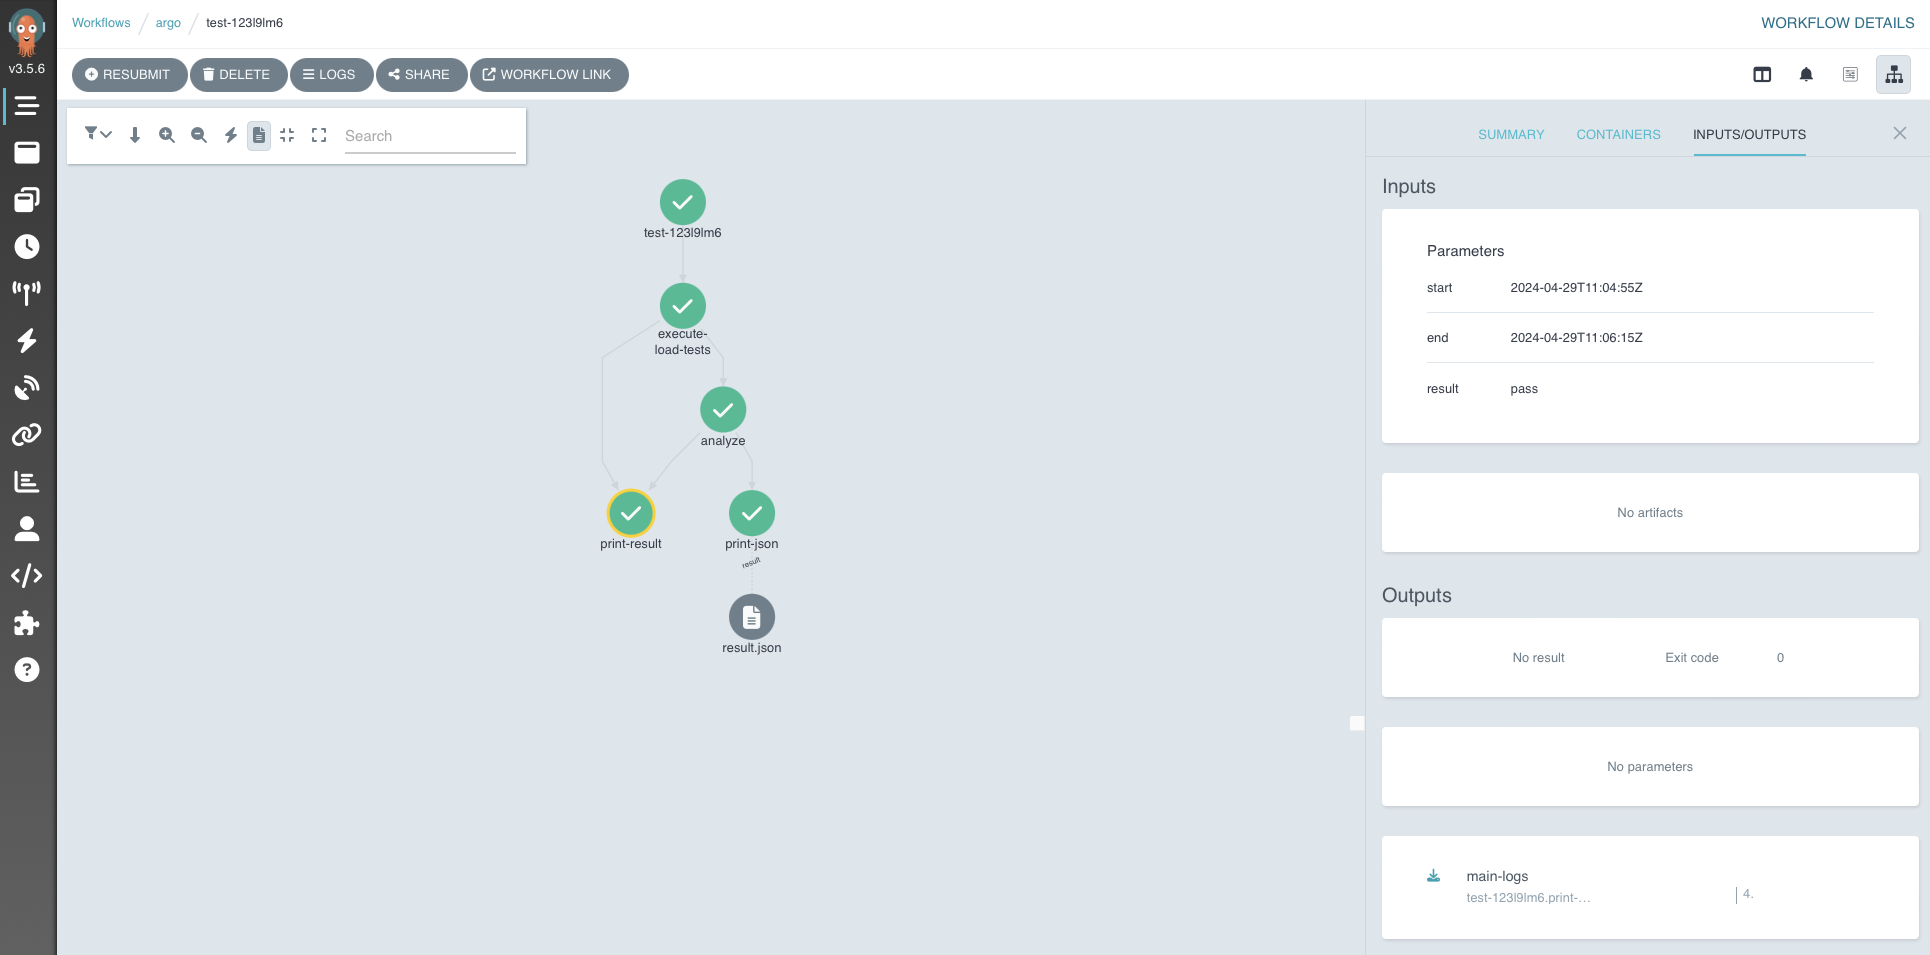 Workflows / argo / test-123l9lm6
WORKFLOW DETAILS
v3.5.6
RESUBMIT DELETE LOGS SHARE WORKFLOW LINK
Search
test-123l9lm6
execute-
load-tests
analyze
print-result
print-json
result
result.json
SUMMARY CONTAINERS INPUTS/OUTPUTS
Inputs
Parameters
start 2024-04-29T11:04:55Z
end 2024-04-29T11:06:15Z
result pass
No artifacts
Outputs
No result Exit code 0
No parameters
main-logs
test-123l9lm6.print-...
4.